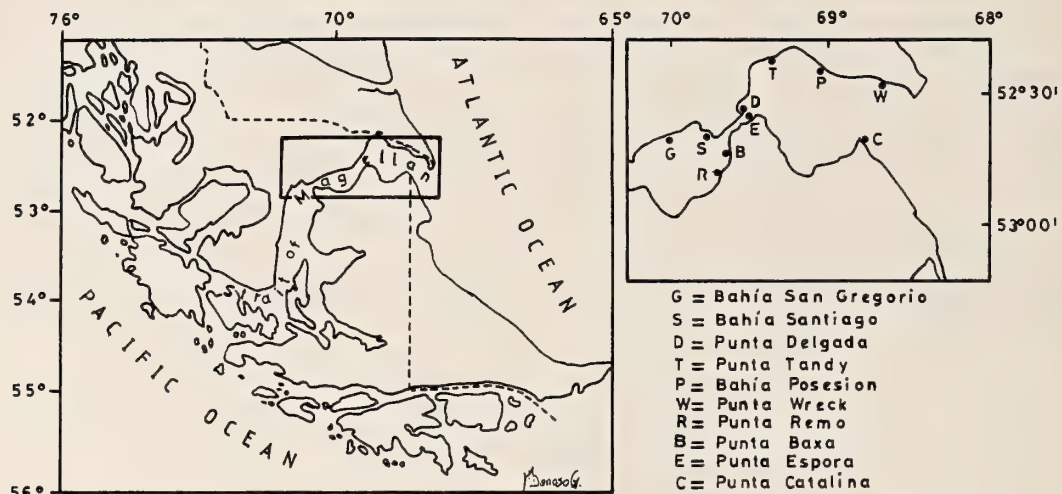 76° 70° 65°
52°
53°
54°
55°
56°
ATLANTIC OCEAN
PACIFIC OCEAN
Strait of Magellan
70° 69° 68°
52°30'
53°00'
T
P
W
D
E
C
G
S
B
R
G = Bahía San Gregorio
S = Bahía Santiago
D = Punta Delgada
T = Punta Tandy
P = Bahía Posesion
W = Punta Wreck
R = Punta Remo
B = Punta Baxa
E = Punta Espora
C = Punta Catalina